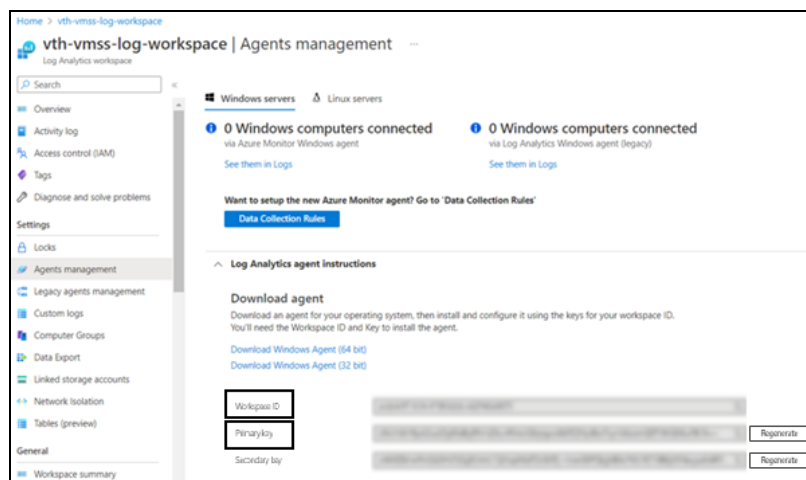 Home > vth-vmss-log-workspace
vth-vmss-log-workspace | Agents management ...
Log Analytics workspace
Search
«
Overview
Activity log
Access control (IAM)
Tags
Diagnose and solve problems
Settings
Locks
Agents management
Legacy agents management
Custom logs
Computer Groups
Data Export
Linked storage accounts
Network Isolation
Tables (preview)
General
Workspace summary
Windows servers
Linux servers
0 Windows computers connected
via Azure Monitor Windows agent
See them in Logs
0 Windows computers connected
via Log Analytics Windows agent (legacy)
See them in Logs
Want to setup the new Azure Monitor agent? Go to 'Data Collection Rules'
Data Collection Rules
Log Analytics agent instructions
Download agent
Download an agent for your operating system, then install and configure it using the keys for your workspace ID.
You'll need the Workspace ID and Key to install the agent.
Download Windows Agent (64 bit)
Download Windows Agent (32 bit)
Workspace ID
Primary key
Regenerate
Secondary key
Regenerate